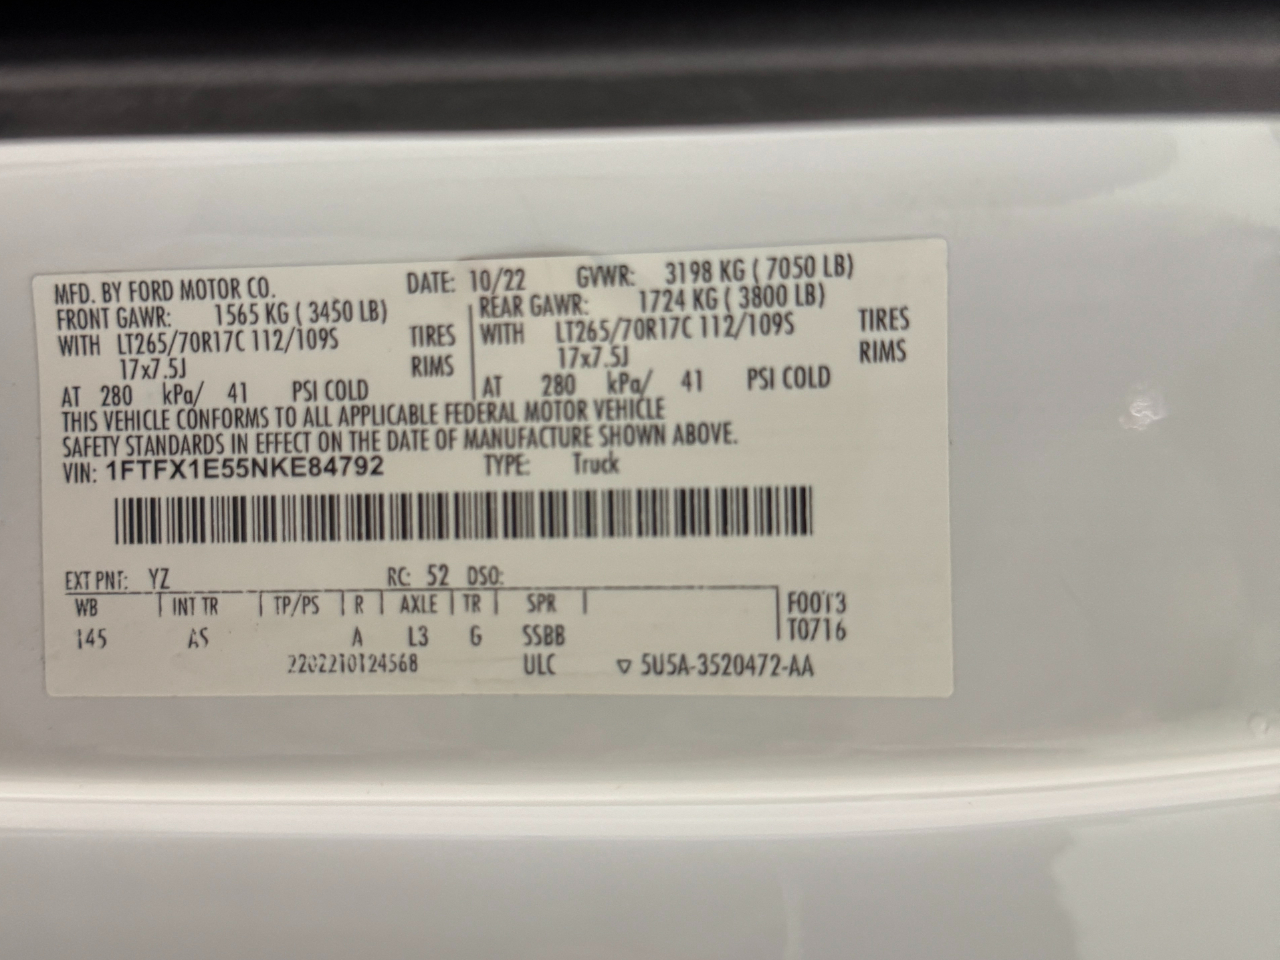 MFD. BY FORD MOTOR CO. DATE: 10/22 GVWR: 3198 KG ( 7050 LB)
FRONT GAWR: 1565 KG ( 3450 LB) REAR GAWR: 1724 KG ( 3800 LB)
WITH LT265/70R17C 112/109S TIRES WITH LT265/70R17C 112/109S TIRES
17x7.5J RIMS 17x7.5J RIMS
AT 280 kPa/ 41 PSI COLD AT 280 kPa/ 41 PSI COLD
THIS VEHICLE CONFORMS TO ALL APPLICABLE FEDERAL MOTOR VEHICLE
SAFETY STANDARDS IN EFFECT ON THE DATE OF MANUFACTURE SHOWN ABOVE.
VIN: 1FTFX1E55NKE84792 TYPE: Truck
EXT PNT: YZ RC: 52 DSO:
WB INT TR TP/PS R AXLE TR SPR F0013
145 AS A L3 G SSBB T0716
2202210124568 ULC ▽ 5U5A-3520472-AA